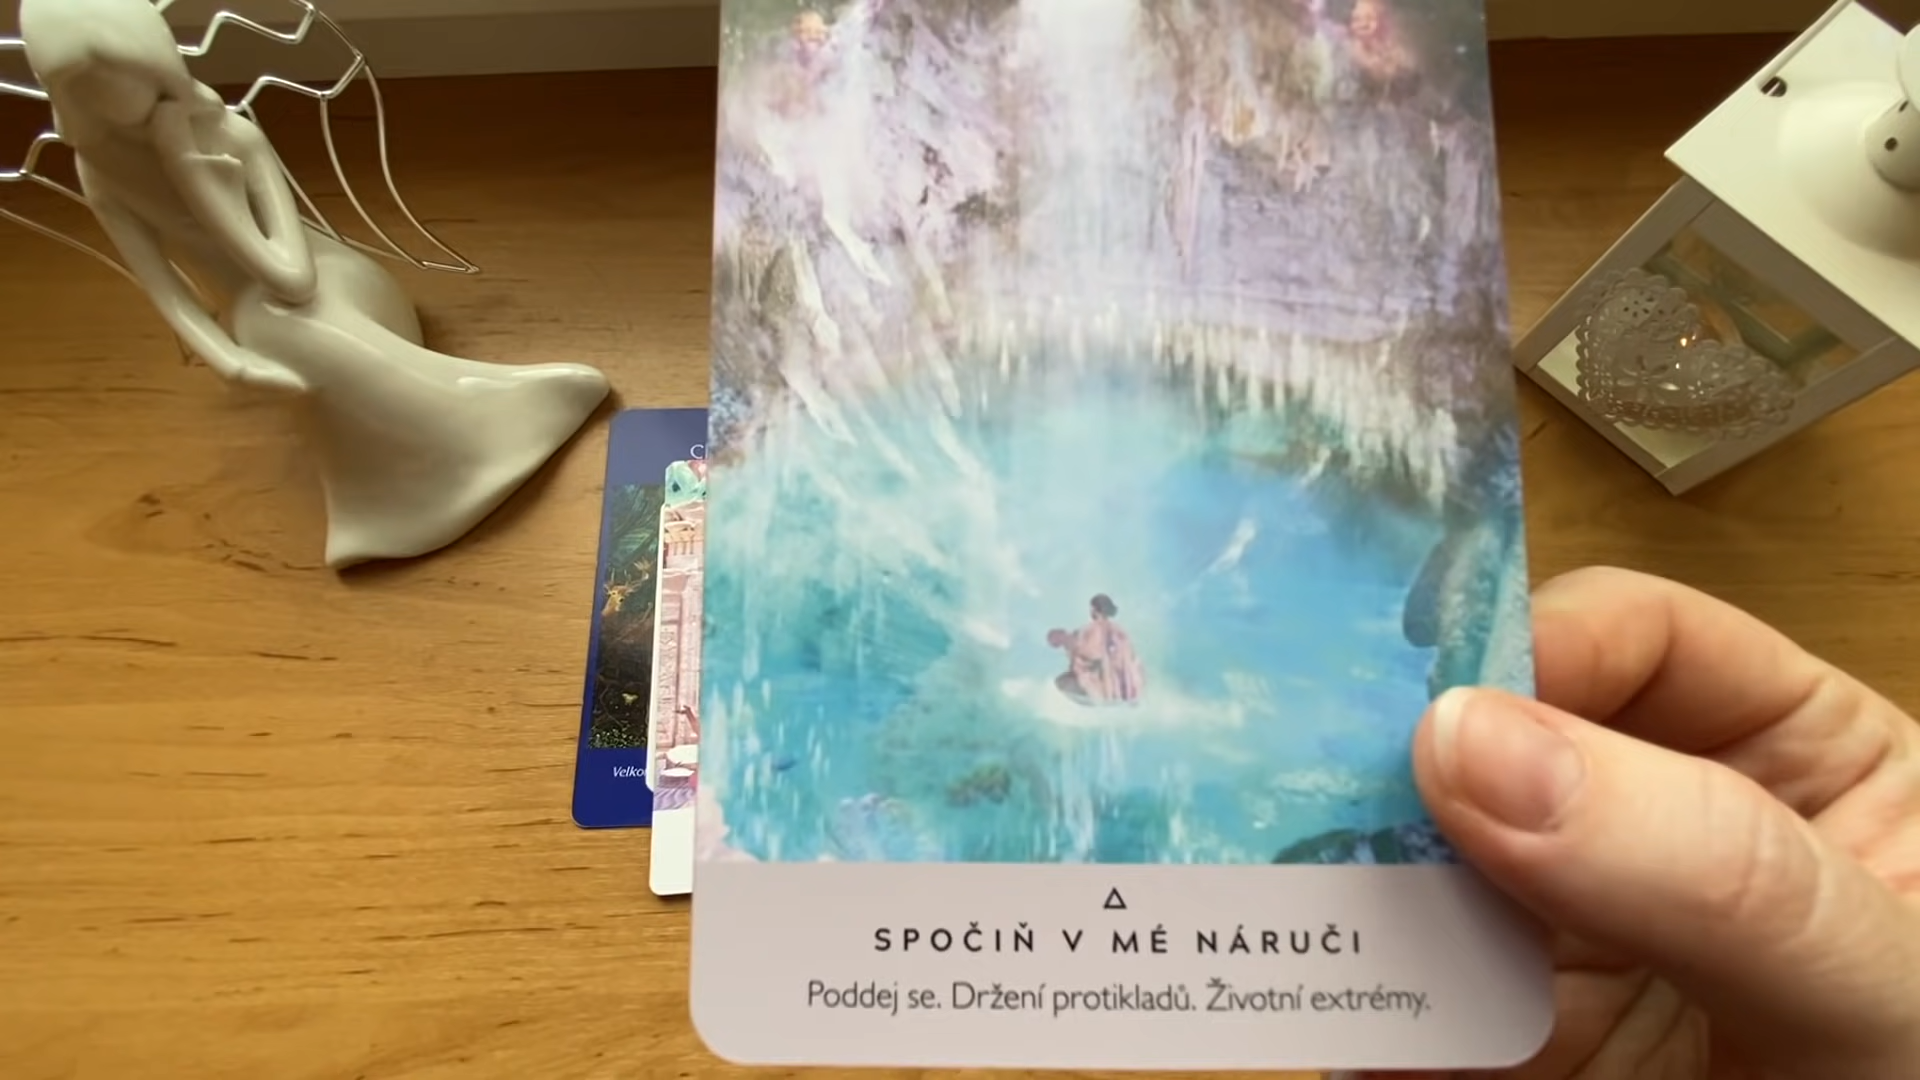 SPOČIŇ V MÉ NÁRUČI
Poddej se. Držení protikladů. Životní extrémy.